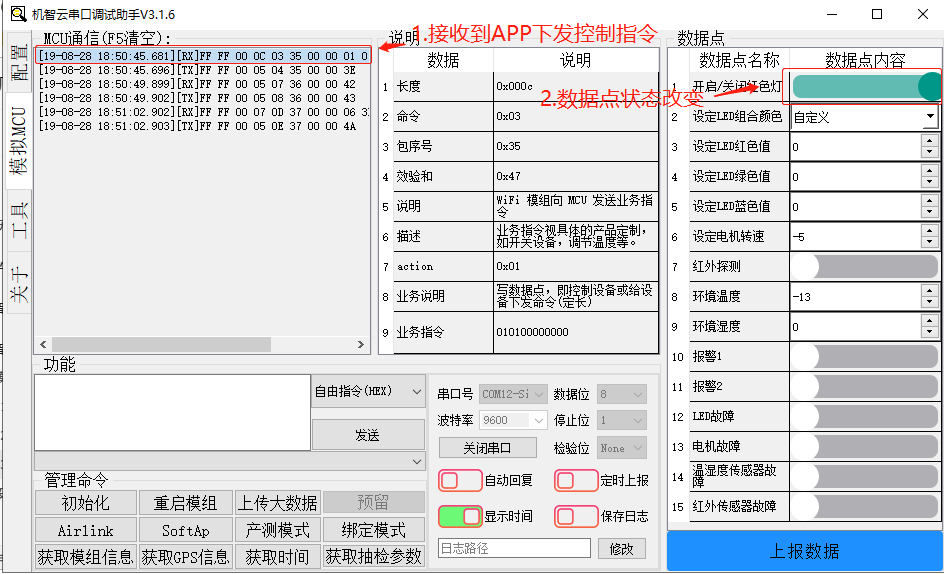 机智云串口调试助手V3.1.6
1.接收到APP下发控制指令
2.数据点状态改变
配置
模拟MCU
工具
关于
MCU通信(F5清空):
[19-08-28 18:50:45.681][RX]FF FF 00 0C 03 35 00 00 01 0
[19-08-28 18:50:45.696][TX]FF FF 00 05 04 35 00 00 3E
[19-08-28 18:50:49.899][RX]FF FF 00 05 07 36 00 00 42
[19-08-28 18:50:49.902][TX]FF FF 00 05 08 36 00 00 43
[19-08-28 18:51:02.902][RX]FF FF 00 07 0D 37 00 00 06 3
[19-08-28 18:51:02.903][TX]FF FF 00 05 0E 37 00 00 4A
说明
数据 说明
1 长度 0x000c
2 命令 0x03
3 包序号 0x35
4 效验和 0x47
5 说明 WiFi 模组向 MCU 发送业务指
令
6 描述 业务指令视具体的产品定制,
如开关设备, 调节温度等。
7 action 0x01
8 业务说明 写数据点, 即控制设备或给设
备下发命令(定长)
9 业务指令 010100000000
数据点
数据点名称 数据点内容
1 开启/关闭红色灯
2 设定LED组合颜色 自定义
3 设定LED红色值 0
4 设定LED绿色值 0
5 设定LED蓝色值 0
6 设定电机转速 -5
7 红外探测
8 环境温度 -13
9 环境湿度 0
10 报警1
11 报警2
12 LED故障
13 电机故障
14 温湿度传感器故
障
15 红外传感器故障
上报数据
功能
自由指令(HEX)
发送
管理命令
初始化 重启模组 上传大数据 预留
Airlink SoftAp 产测模式 绑定模式
获取模组信息 获取GPS信息 获取时间 获取抽检参数
串口号 COM12-Si 数据位 8
波特率 9600 停止位 1
关闭串口 检验位 None
自动回复 定时上报
显示时间 保存日志
日志路径 修改